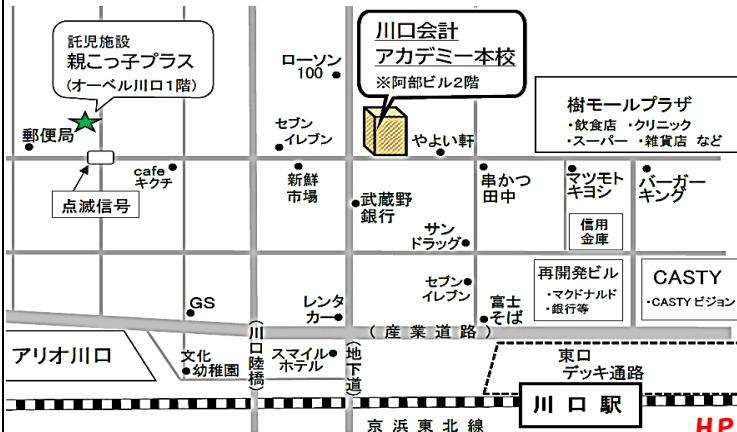 託児施設
親こっ子プラス
(オーベル川口1階)
川口会計
アカデミー本校
※阿部ビル2階
ローソン
100
樹モールプラザ
・飲食店 ・クリニック
・スーパー ・雑貨店 など
郵便局
セブン
イレブン
やよい軒
点滅信号
cafe
キクチ
新鮮
市場
武蔵野
銀行
串かつ
田中
マツモト
キヨシ
バーガー
キング
サン
ドラッグ
信用
金庫
セブン
イレブン
再開発ビル
・マクドナルド
・銀行等
CASTY
・CASTYビジョン
GS
レンタ
カー
富士
そば
(産業道路)
(川口陸橋)
(地下道)
アリオ川口
文化
幼稚園
スマイル
ホテル
東口
デッキ通路
川口駅
京浜東北線
HP